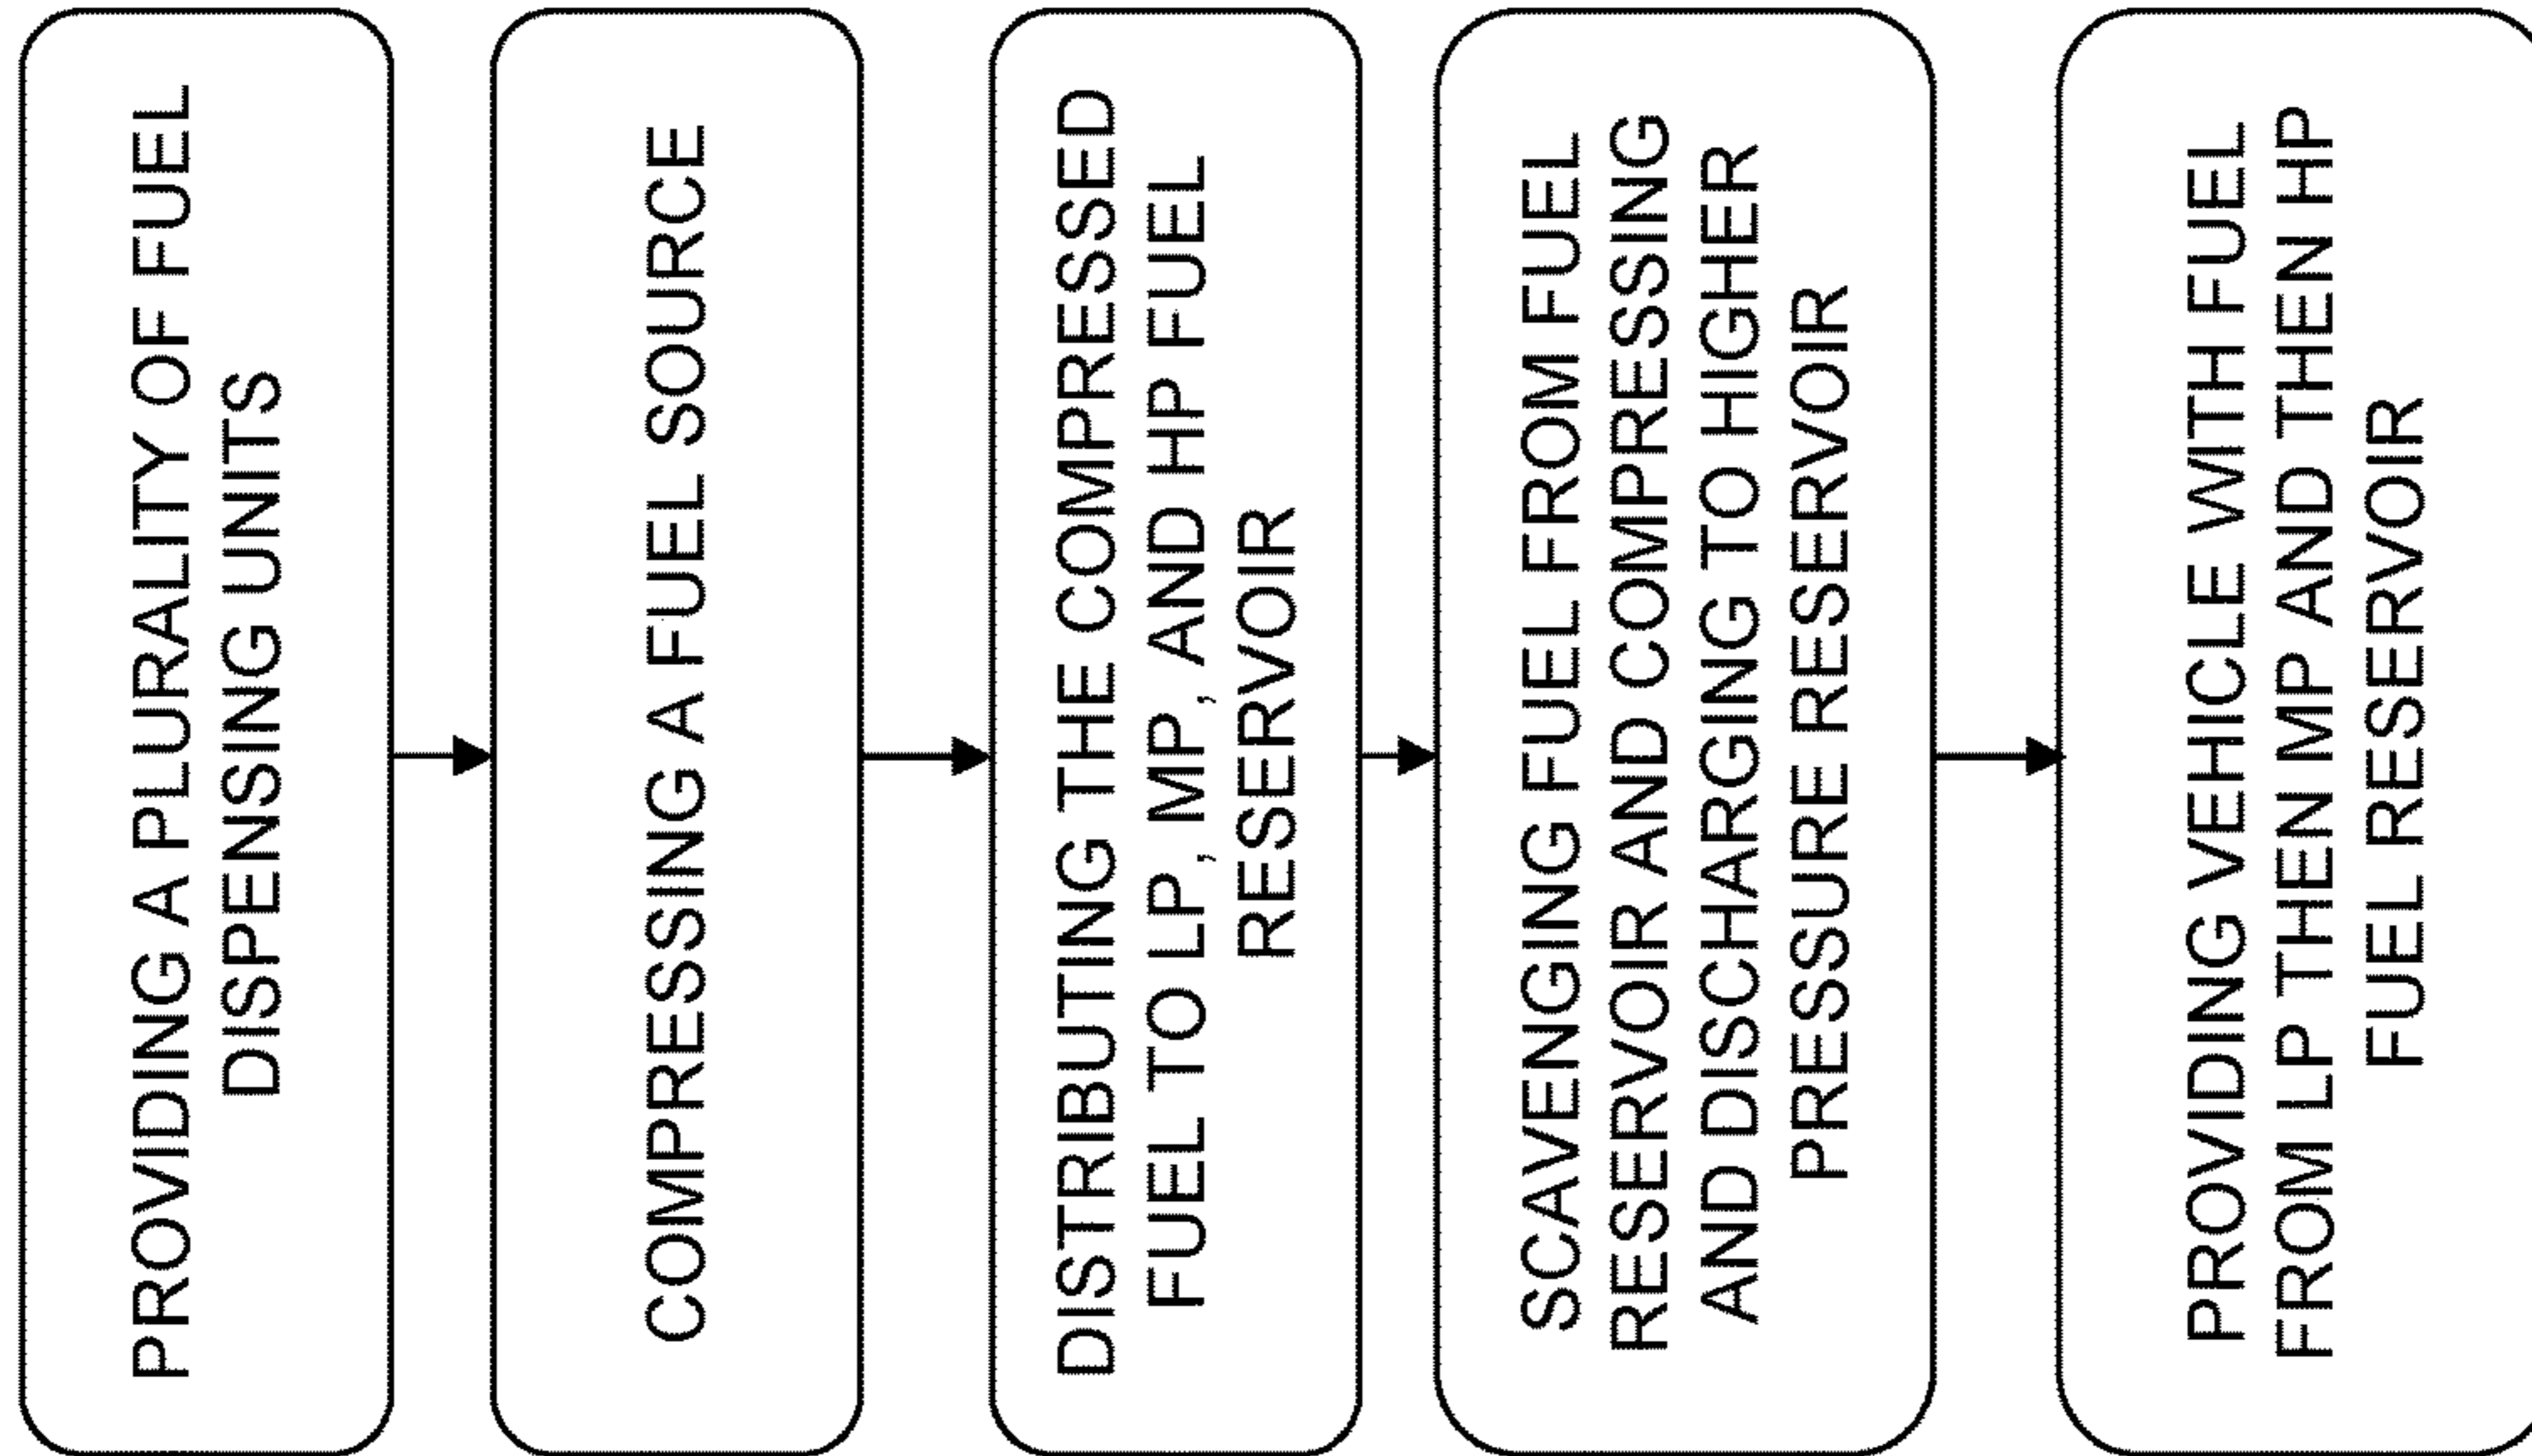 PROVIDING A PLURALITY OF FUEL
DISPENSING UNITS
COMPRESSING A FUEL SOURCE
DISTRIBUTING THE COMPRESSED
FUEL TO LP, MP, AND HP FUEL
RESERVOIR
SCAVENGING FUEL FROM FUEL
RESERVOIR AND COMPRESSING
AND DISCHARGING TO HIGHER
PRESSURE RESERVOIR
PROVIDING VEHICLE WITH FUEL
FROM LP THEN MP AND THEN HP
FUEL RESERVOIR